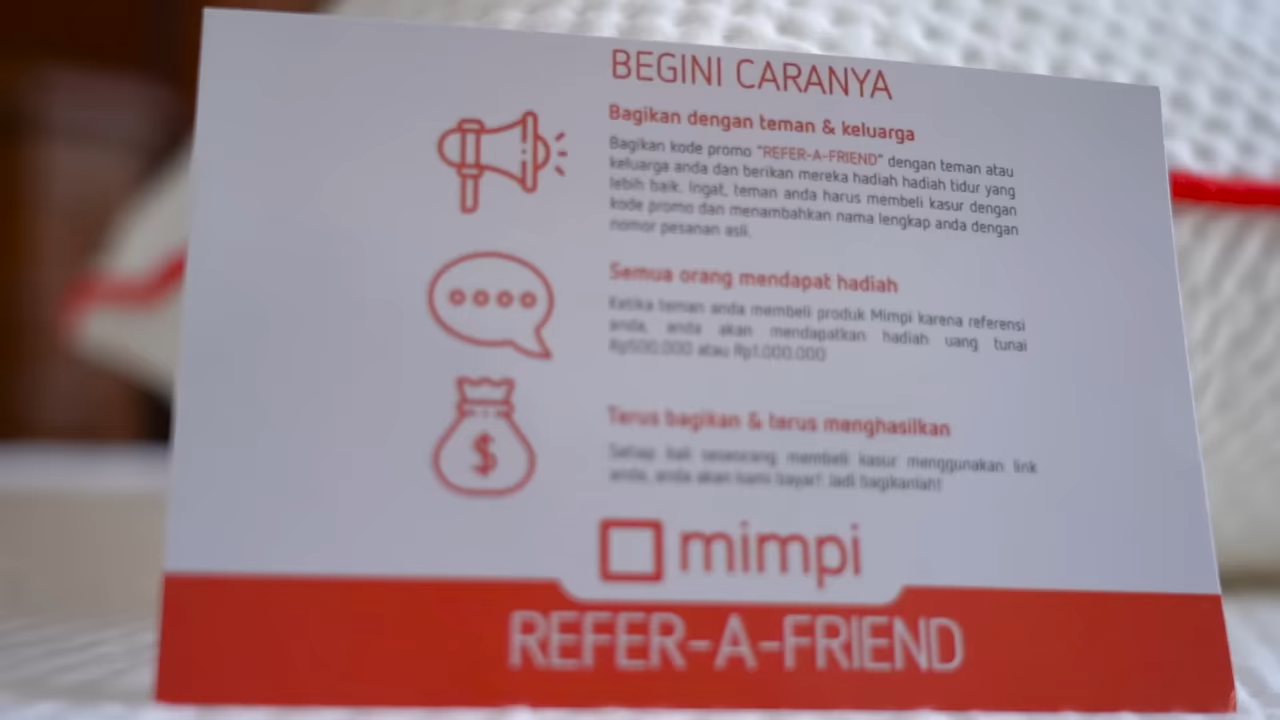 BEGINI CARANYA
Bagikan dengan teman & keluarga
Bagikan kode promo "REFER-A-FRIEND" dengan teman atau
keluarga anda dan berikan mereka hadiah hadiah tidur yang
lebih baik. Ingat, teman anda harus membeli kasur dengan
kode promo dan menambahkan nama lengkap anda dengan
nomor pesanan asli.
Semua orang mendapat hadiah
Ketika teman anda membeli produk Mimpi karena referensi
anda, anda akan mendapatkan hadiah uang tunai
Rp500.000 atau Rp1.000.000
Terus bagikan & terus menghasilkan
Setiap kali seseorang membeli kasur menggunakan link
anda, anda akan kami bayar! Jadi bagikanlah!
$
mimpi
REFER-A-FRIEND